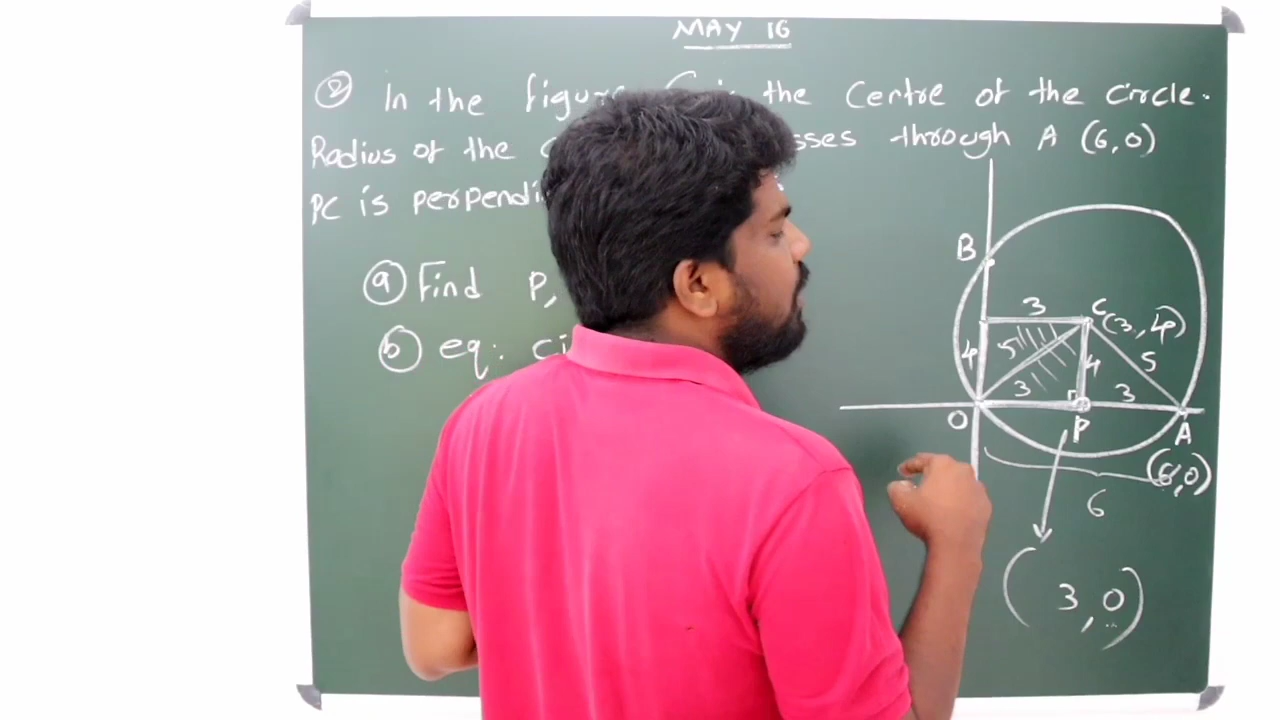 MAY 16
② In the figure C is the Centre of the Circle.
Radius of the sses through A (6,0)
PC is perpendi
ⓐ Find P,
ⓑ eq: ci
B
3
C (3, 4)
4
5
4
5
3
3
O
P
A
(6,0)
6
(3,0)